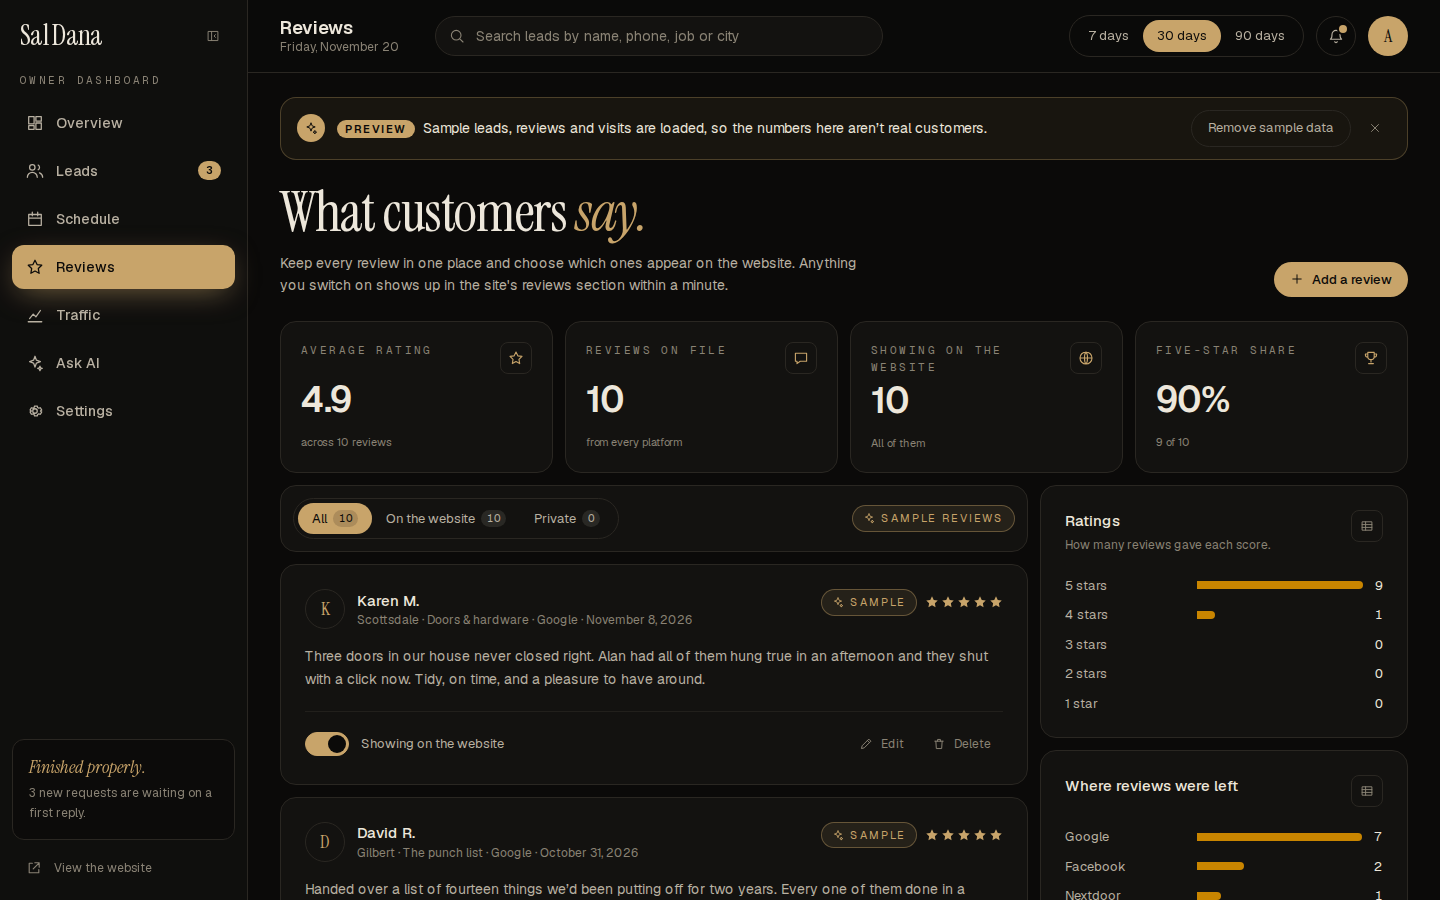 SalDana
OWNER DASHBOARD
Overview
Leads
3
Schedule
Reviews
Traffic
Ask AI
Settings
Finished properly.
3 new requests are waiting on a
first reply.
View the website
Reviews
Friday, November 20
Search leads by name, phone, job or city
7 days
30 days
90 days
A
PREVIEW
Sample leads, reviews and visits are loaded, so the numbers here aren't real customers.
Remove sample data
What customers say.
Keep every review in one place and choose which ones appear on the website. Anything
you switch on shows up in the site's reviews section within a minute.
Add a review
AVERAGE RATING
4.9
across 10 reviews
REVIEWS ON FILE
10
from every platform
SHOWING ON THE
WEBSITE
10
All of them
FIVE-STAR SHARE
90%
9 of 10
All 10
On the website 10
Private 0
SAMPLE REVIEWS
K
Karen M.
Scottsdale · Doors & hardware · Google · November 8, 2026
SAMPLE
Three doors in our house never closed right. Alan had all of them hung true in an afternoon and they shut
with a click now. Tidy, on time, and a pleasure to have around.
Showing on the website
Edit
Delete
D
David R.
Gilbert · The punch list · Google · October 31, 2026
SAMPLE
Handed over a list of fourteen things we'd been putting off for two years. Every one of them done in a
Ratings
How many reviews gave each score.
5 stars 9
4 stars 1
3 stars 0
2 stars 0
1 star 0
Where reviews were left
Google 7
Facebook 2
Nextdoor 1